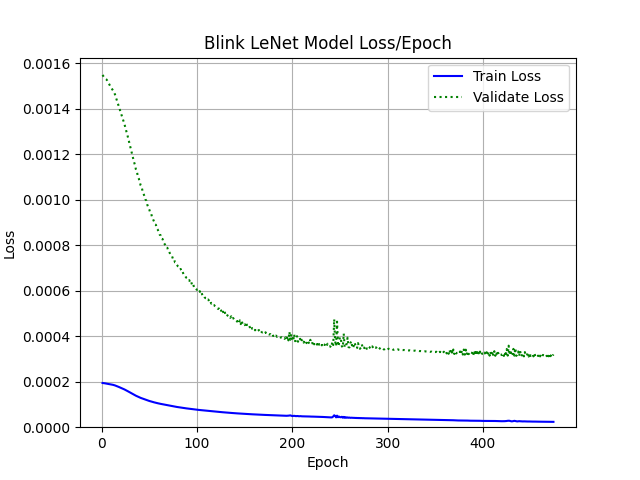 Blink LeNet Model Loss/Epoch
Train Loss
Validate Loss
0.0016
0.0014
0.0012
0.0010
0.0008
0.0006
0.0004
0.0002
0.0000
Loss
0 100 200 300 400
Epoch